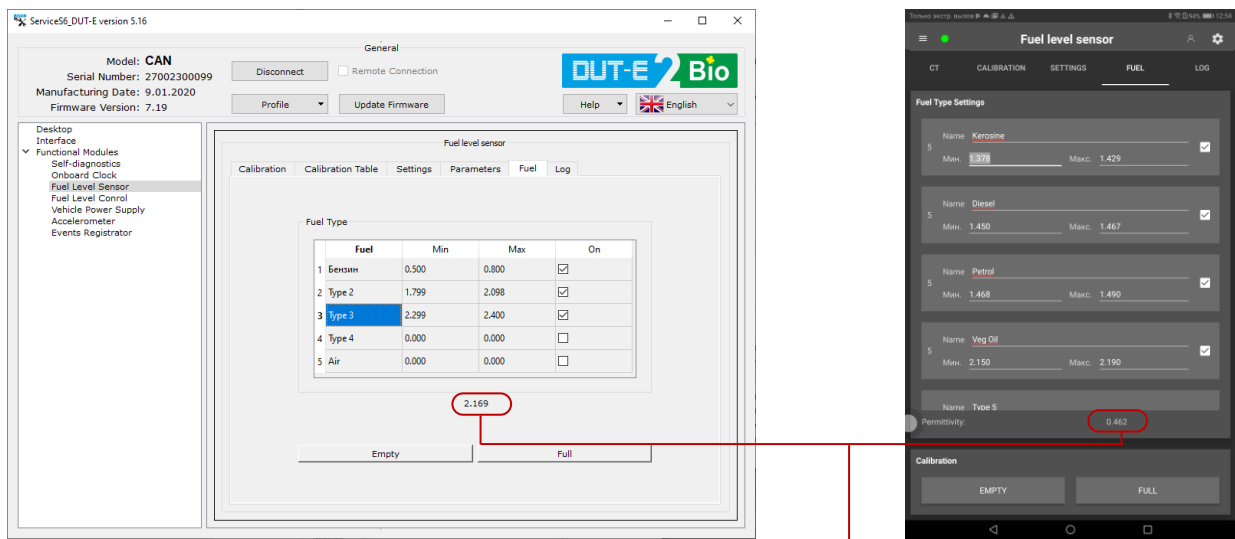 ServiceS6_DUT-E version 5.16
General
Model: CAN
Serial Number: 27002300099
Manufacturing Date: 9.01.2020
Firmware Version: 7.19
Disconnect
Remote Connection
Profile
Update Firmware
DUT-E 2 Bio
Help
English
Desktop
Interface
Functional Modules
Self-diagnostics
Onboard Clock
Fuel Level Sensor
Fuel Level Conrol
Vehicle Power Supply
Accelerometer
Events Registrator
Fuel level sensor
Calibration Calibration Table Settings Parameters Fuel Log
Fuel Type
Fuel Min Max On
1 Бензин 0.500 0.800
2 Type 2 1.799 2.098
3 Type 3 2.299 2.400
4 Type 4 0.000 0.000
5 Air 0.000 0.000
2.169
Empty Full
Только экстр. вызов 94% 12:54
Fuel level sensor
CT CALIBRATION SETTINGS FUEL LOG
Fuel Type Settings
Name Kerosine
5
Мин. 1.378 Макс. 1.429
Name Diesel
5
Мин. 1.450 Макс. 1.467
Name Petrol
5
Мин. 1.468 Макс. 1.490
Name Veg Oil
5
Мин. 2.150 Макс. 2.190
Name Type 5
Permittivity: 0.462
Calibration
EMPTY FULL